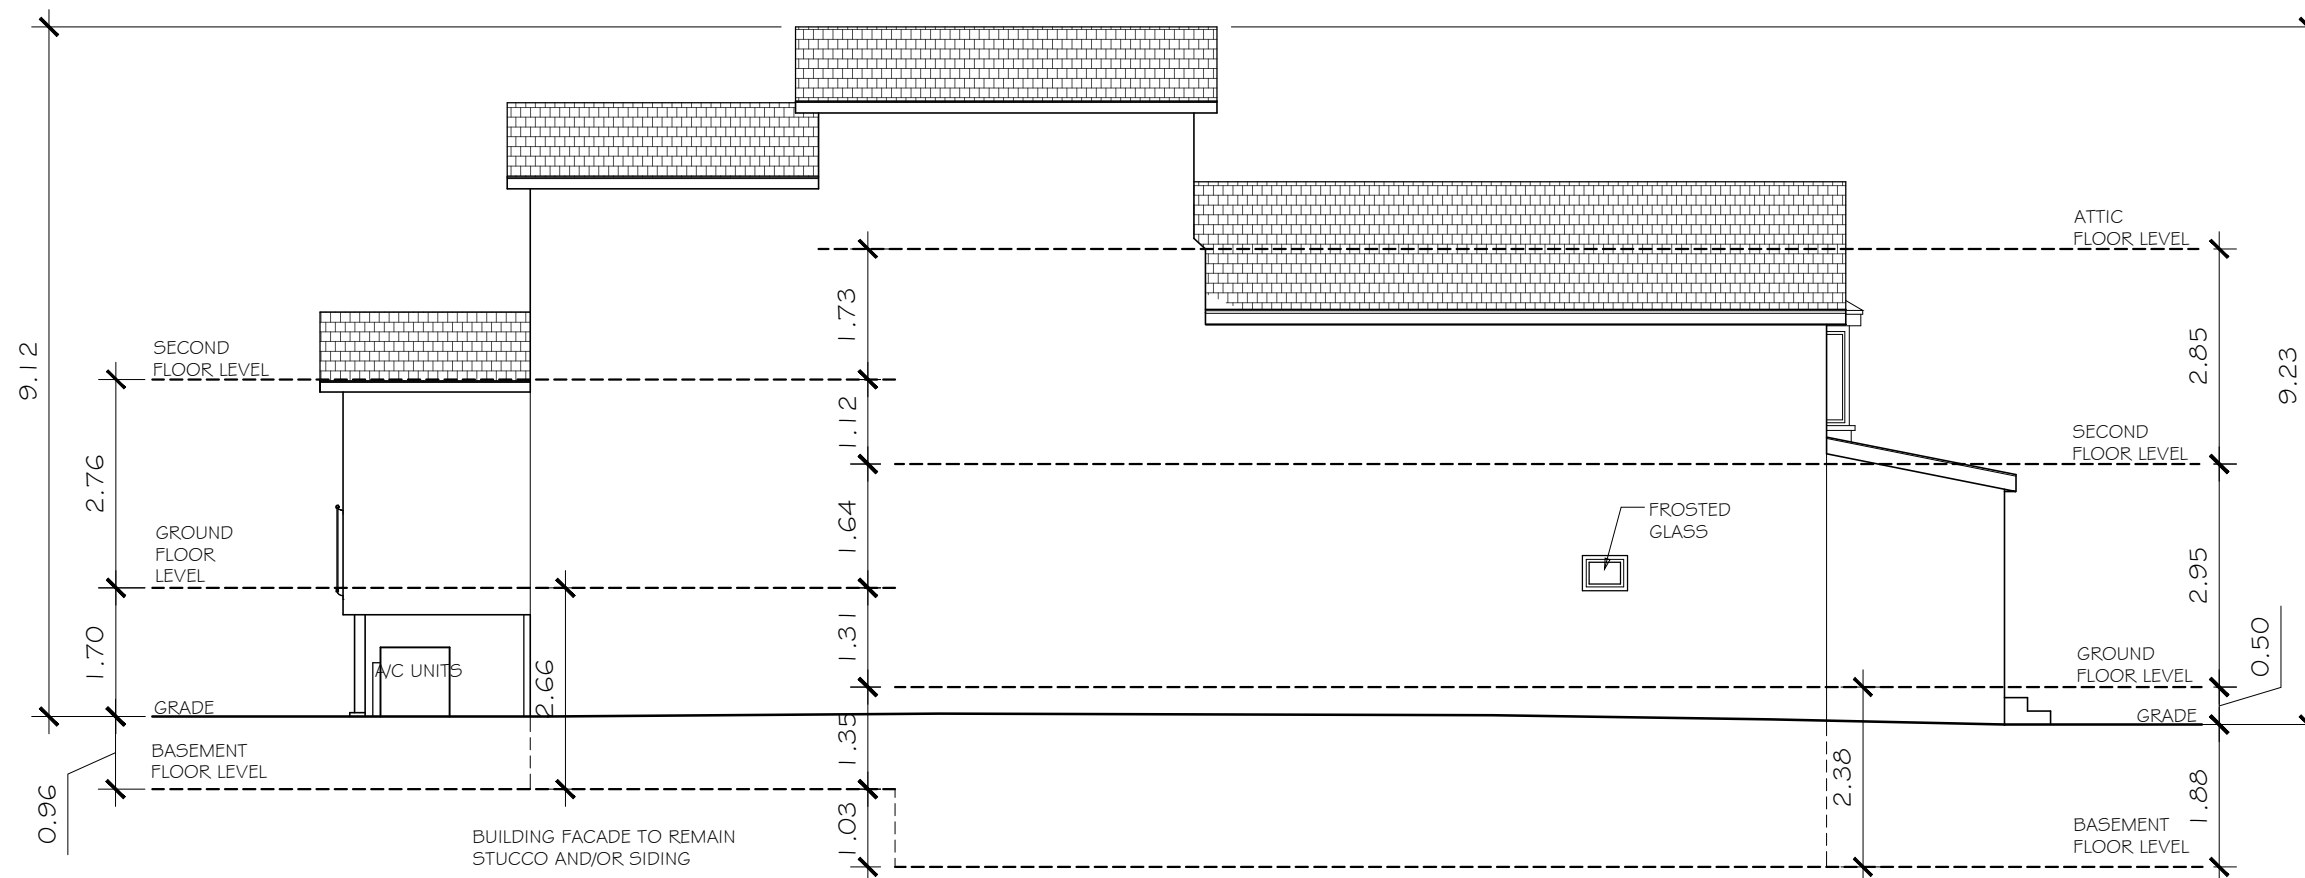 ATTIC
FLOOR LEVEL
1.73
SECOND
FLOOR LEVEL
9.12
2.85
9.23
1.12
SECOND
FLOOR LEVEL
2.76
GROUND
FLOOR
LEVEL
1.64
FROSTED
GLASS
2.95
1.70
A/C UNITS
2.66
1.31
GROUND
FLOOR LEVEL
0.50
GRADE
1.35
GRADE
BASEMENT
FLOOR LEVEL
0.96
BUILDING FACADE TO REMAIN
STUCCO AND/OR SIDING
1.03
2.38
1.88
BASEMENT
FLOOR LEVEL